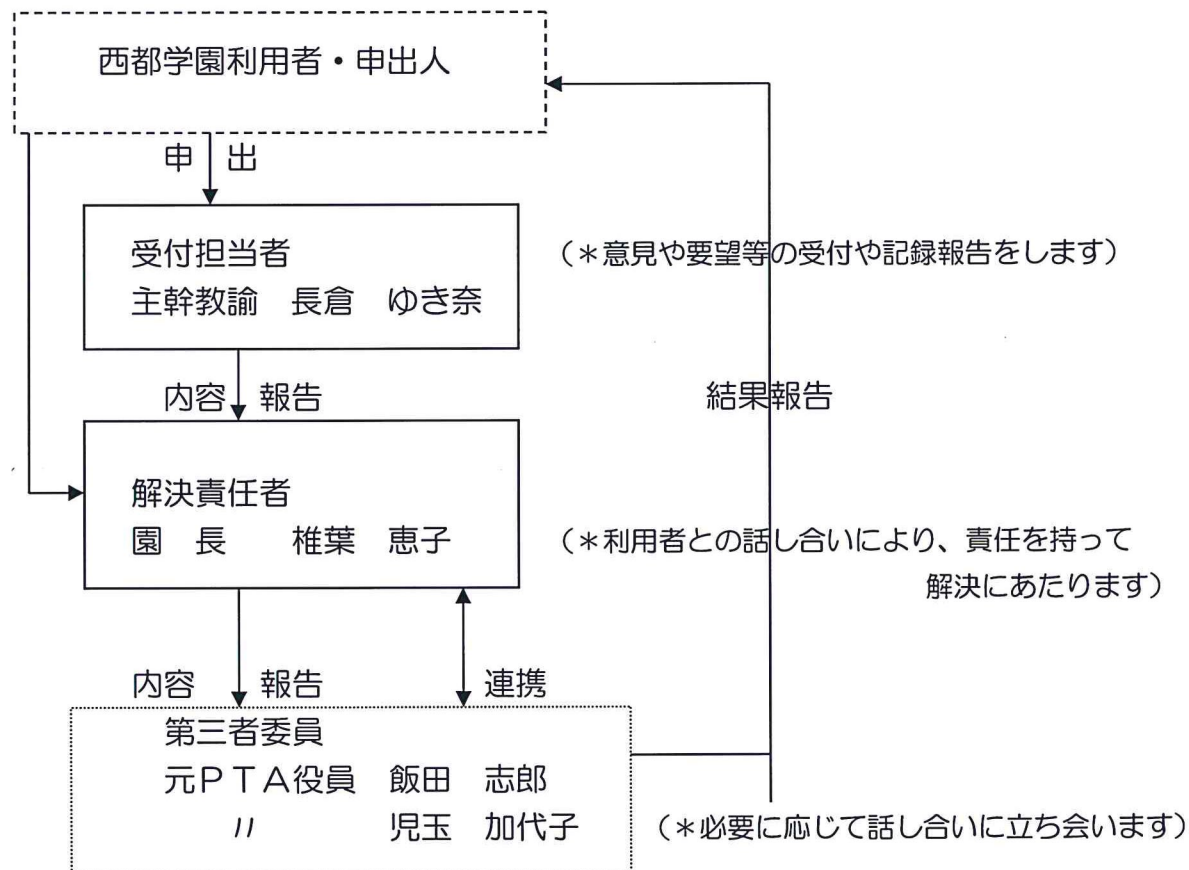 西都学園利用者・申出人
申 出
受付担当者
主幹教諭 長倉 ゆき奈
(*意見や要望等の受付や記録報告をします)
内容 報告
結果報告
解決責任者
園 長 椎葉 恵子
(*利用者との話し合いにより、責任を持って
解決にあたります)
内容 報告
連携
第三者委員
元PTA役員 飯田 志郎
〃 児玉 加代子
(*必要に応じて話し合いに立ち会います)